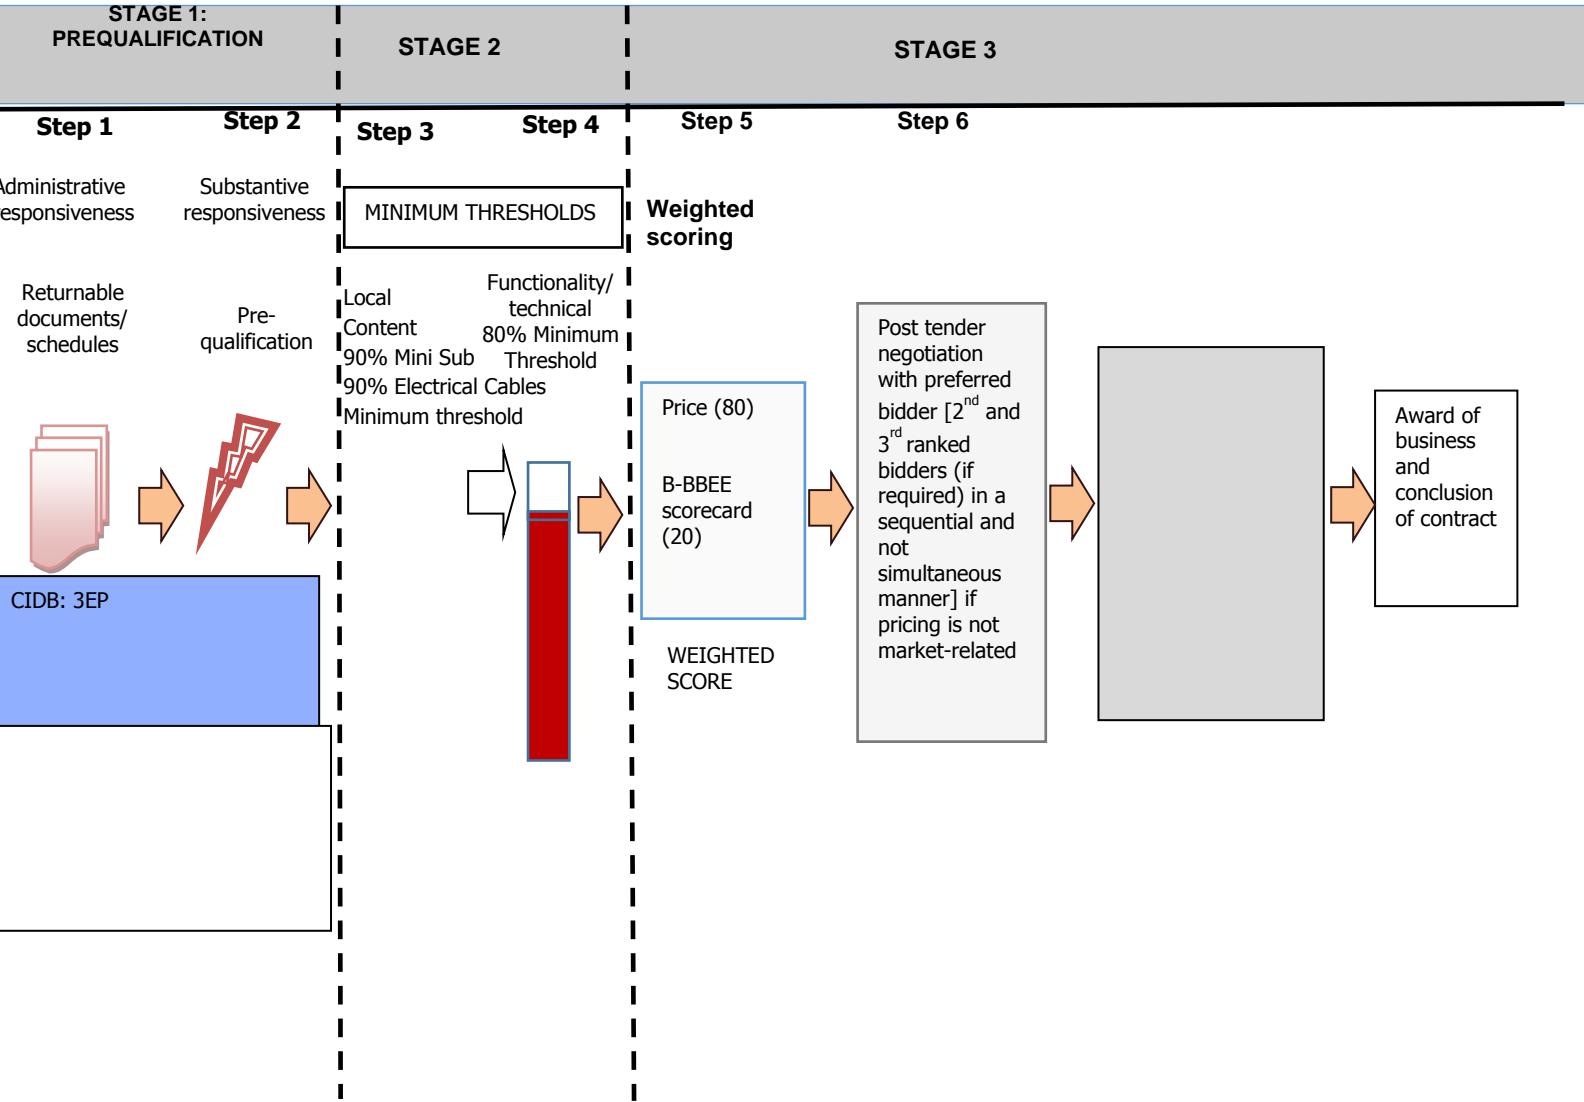 STAGE 1:
PREQUALIFICATION
STAGE 2
STAGE 3
Step 1
Step 2
Step 3
Step 4
Step 5
Step 6
Administrative
responsiveness
Substantive
responsiveness
MINIMUM THRESHOLDS
Weighted
scoring
Returnable
documents/
schedules
Pre-
qualification
Local
Content
90% Mini Sub
90% Electrical Cables
Minimum threshold
Functionality/
technical
80% Minimum
Threshold
Price (80)
B-BBEE
scorecard
(20)
WEIGHTED
SCORE
Post tender
negotiation
with preferred
bidder [2nd and
3rd ranked
bidders (if
required) in a
sequential and
not
simultaneous
manner] if
pricing is not
market-related
Award of
business
and
conclusion
of contract
CIDB: 3EP